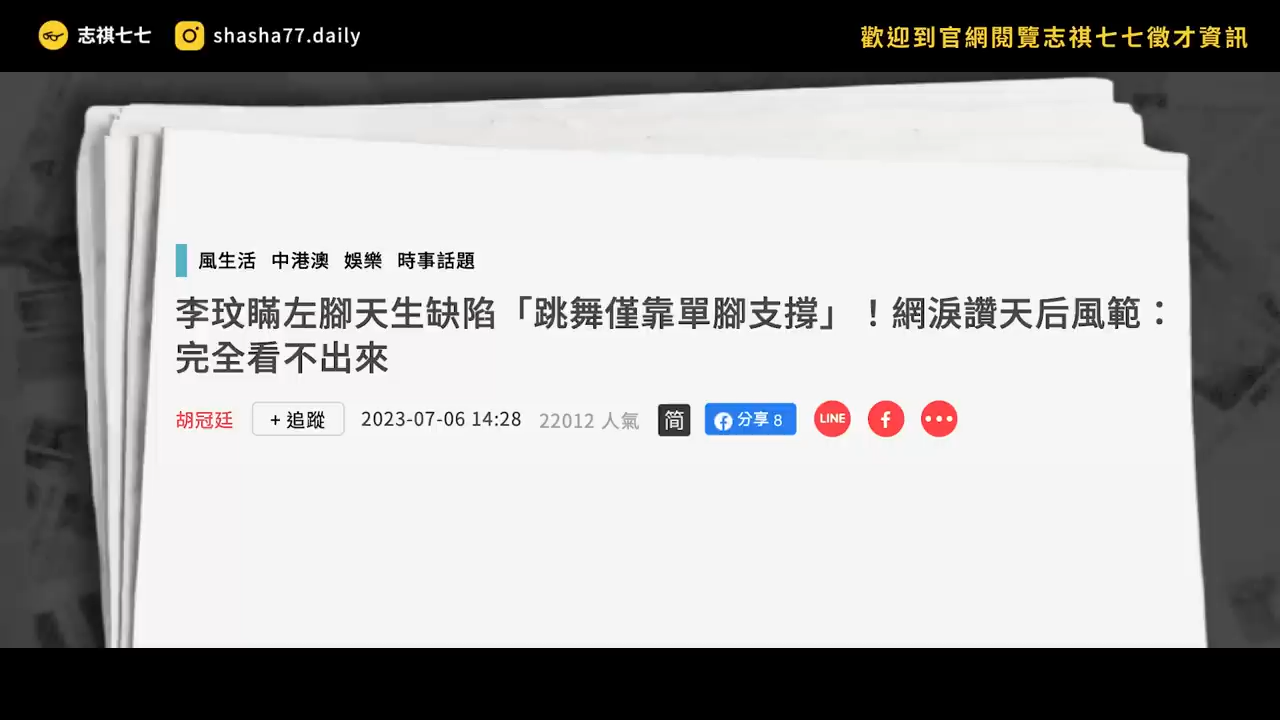 志祺七七 shasha77.daily 歡迎到官網閱覽志祺七七徵才資訊
風生活 中港澳 娛樂 時事話題
李玟瞞左腳天生缺陷「跳舞僅靠單腳支撐」！網淚讚天后風範：
完全看不出來
胡冠廷 + 追蹤 2023-07-06 14:28 22012 人氣 简 分享 8 LINE